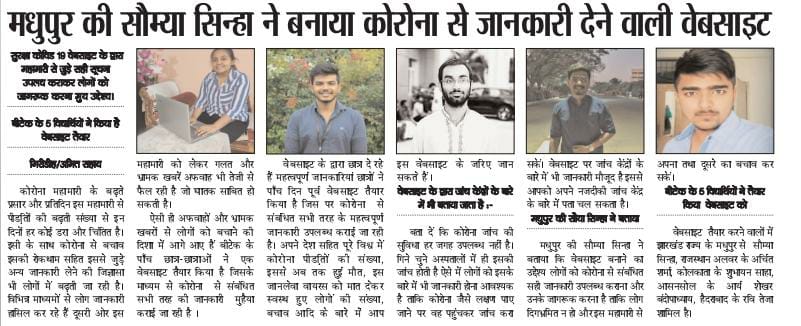 मधुपुर की सौम्या सिन्हा ने बनाया कोरोना से जानकारी देने वाली वेबसाइट
सुरक्षा कोविड 19 वेबसाइट के द्वारा
महामारी से जुड़े सही सूचना
उपलब्ध कराकर लोगों को
जागरूक करना मुख्य उद्देश्य।
बीटेक के 5 विद्यार्थियों ने किया है
वेबसाइट तैयार
गिरीडीह/अमित सहाय
कोरोना महामारी के बढ़ते
प्रसार और प्रतिदिन इस महामारी से
पीडि़तों की बढ़ती संख्या से इन
दिनों हर कोई डरा और चिंतित है।
इसी के साथ कोरोना से बचाव
इसकी रोकथाम सहित इससे जुड़े
अन्य जानकारी लेने की जिज्ञासा
भी लोगों में बढ़ती जा रही है।
विभिन्न माध्यमों से लोग जानकारी
हासिल कर रहे हैं दूसरी ओर इस
महामारी को लेकर गलत और
भ्रामक खबरें अफवाह भी तेजी से
फैल रही है जो घातक साबित हो
सकती है।
ऐसी ही अफवाहों और भ्रामक
खबरों से लोगों को बचाने की
दिशा में आगे आए हैं बीटेक के
पाँच छात्र-छात्राओं ने एक
वेबसाइट तैयार किया है जिसके
माध्यम से कोरोना से संबंधित
सभी तरह की जानकारी मुहैया
कराई जा रही है ।
वेबसाइट के द्वारा छात्र दे रहे
हैं महत्वपूर्ण जानकारियां छात्रों ने
पाँच दिन पूर्व वेबसाइट तैयार
किया है जिस पर कोरोना से
संबंधित सभी तरह के महत्वपूर्ण
जानकारी उपलब्ध कराई जा रही
है। अपने देश सहित पूरे विश्व में
कोरोना पीडि़तों की संख्या,
इससे अब तक हुई मौत, इस
जानलेवा वायरस को मात देकर
स्वस्थ हुए लोगों की संख्या,
बचाव आदि के बारे में आप
इस वेबसाइट के जरिए जान
सकते हैं।
वेबसाइट के द्वारा जांच केंद्रों के बारे
में भी बताया जाता है ;-
बता दें कि कोरोना जांच की
सुविधा हर जगह उपलब्ध नहीं है।
गिने चुने अस्पतालों में ही इसकी
जांच होती है ऐसे में लोगों को इसके
बारे में भी जानकारी होना आवश्यक
है ताकि कोरोना जैसे लक्षण पाए
जाने पर वह पहुंचकर जांच करा
सकें। वेबसाइट पर जांच केंद्रों के
बारे में भी जानकारी मौजूद है इससे
आपको अपने नजदीकी जांच केंद्र
के बारे में पता चल सकता है।
मधुपुर की सौया सिन्हा ने बताया
मधुपुर की सौम्या सिन्हा ने
बताया कि वेबसाइट बनाने का
उद्देश्य लोगों को कोरोना से संबंधित
सही जानकारी उपलब्ध कराना और
उनके जागरूक करना है ताकि लोग
दिगभ्रमित न हो और इस महामारी से
अपना तथा दूसरे का बचाव कर
सकें।
बीटेक के 5 विद्यार्थियों ने तैयार
किया वेबसाइट को
वेबसाइट तैयार करने वालों में
झारखंड राज्य के मधुपुर से सौम्या
सिन्हा, राजस्थान अलवर के अर्चित
शर्मा, कोलकाता के शुभायन साहा,
आसनसोल के आर्य शेखर
बंदोपाध्याय, हैदराबाद के रवि तेजा
शामिल है।